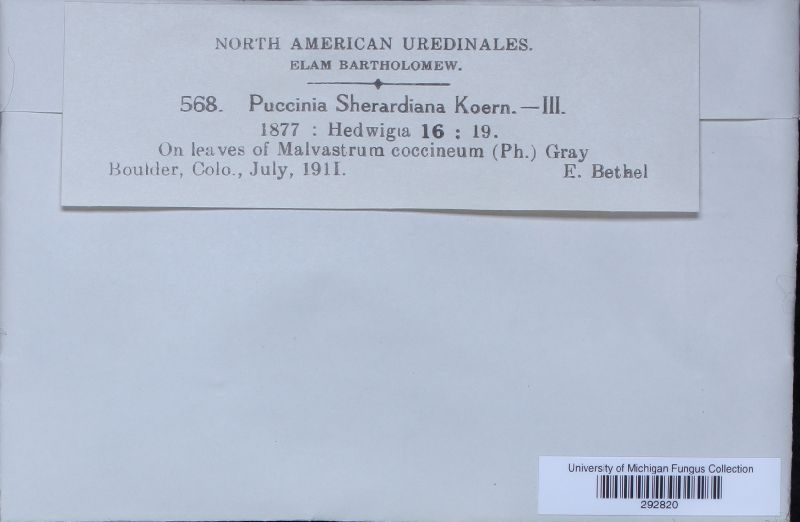 NORTH AMERICAN UREDINALES.
ELAM BARTHOLOMEW.
568. Puccinia Sherardiana Koern.—III.
1877 : Hedwigia 16 : 19.
On leaves of Malvastrum coccineum (Ph.) Gray
Boulder, Colo., July, 1911. E. Bethel
University of Michigan Fungus Collection
292820